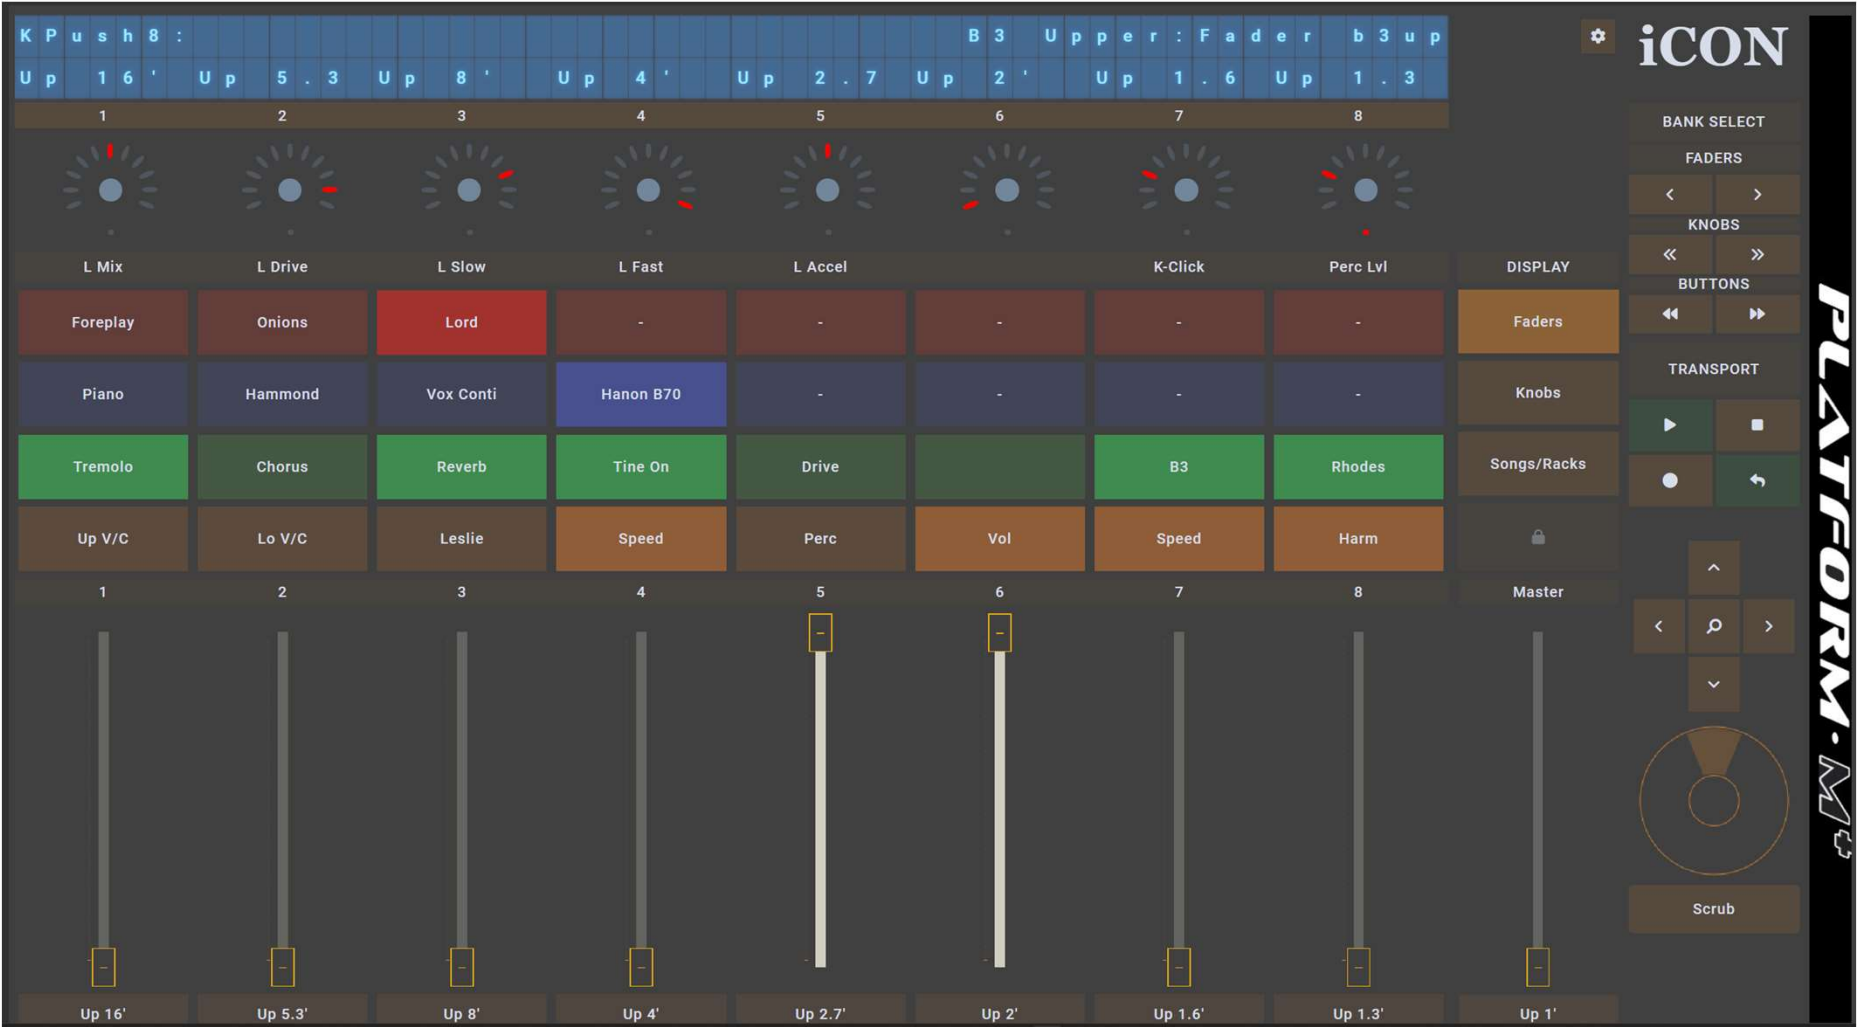 KPush8: B3 Upper:Fader b3up
Up 16' Up 5.3 Up 8' Up 4' Up 2.7 Up 2' Up 1.6 Up 1.3
iCON
1 2 3 4 5 6 7 8
BANK SELECT
FADERS
KNOBS
L Mix L Drive L Slow L Fast L Accel K-Click Perc Lvl DISPLAY
BUTTONS
Foreplay Onions Lord - - - - - Faders
TRANSPORT
Piano Hammond Vox Conti Hanon B70 - - - - Knobs
Tremolo Chorus Reverb Tine On Drive B3 Rhodes Songs/Racks
Up V/C Lo V/C Leslie Speed Perc Vol Speed Harm
1 2 3 4 5 6 7 8 Master
Scrub
Up 16' Up 5.3' Up 8' Up 4' Up 2.7' Up 2' Up 1.6' Up 1.3' Up 1'
PLATFORM·M+